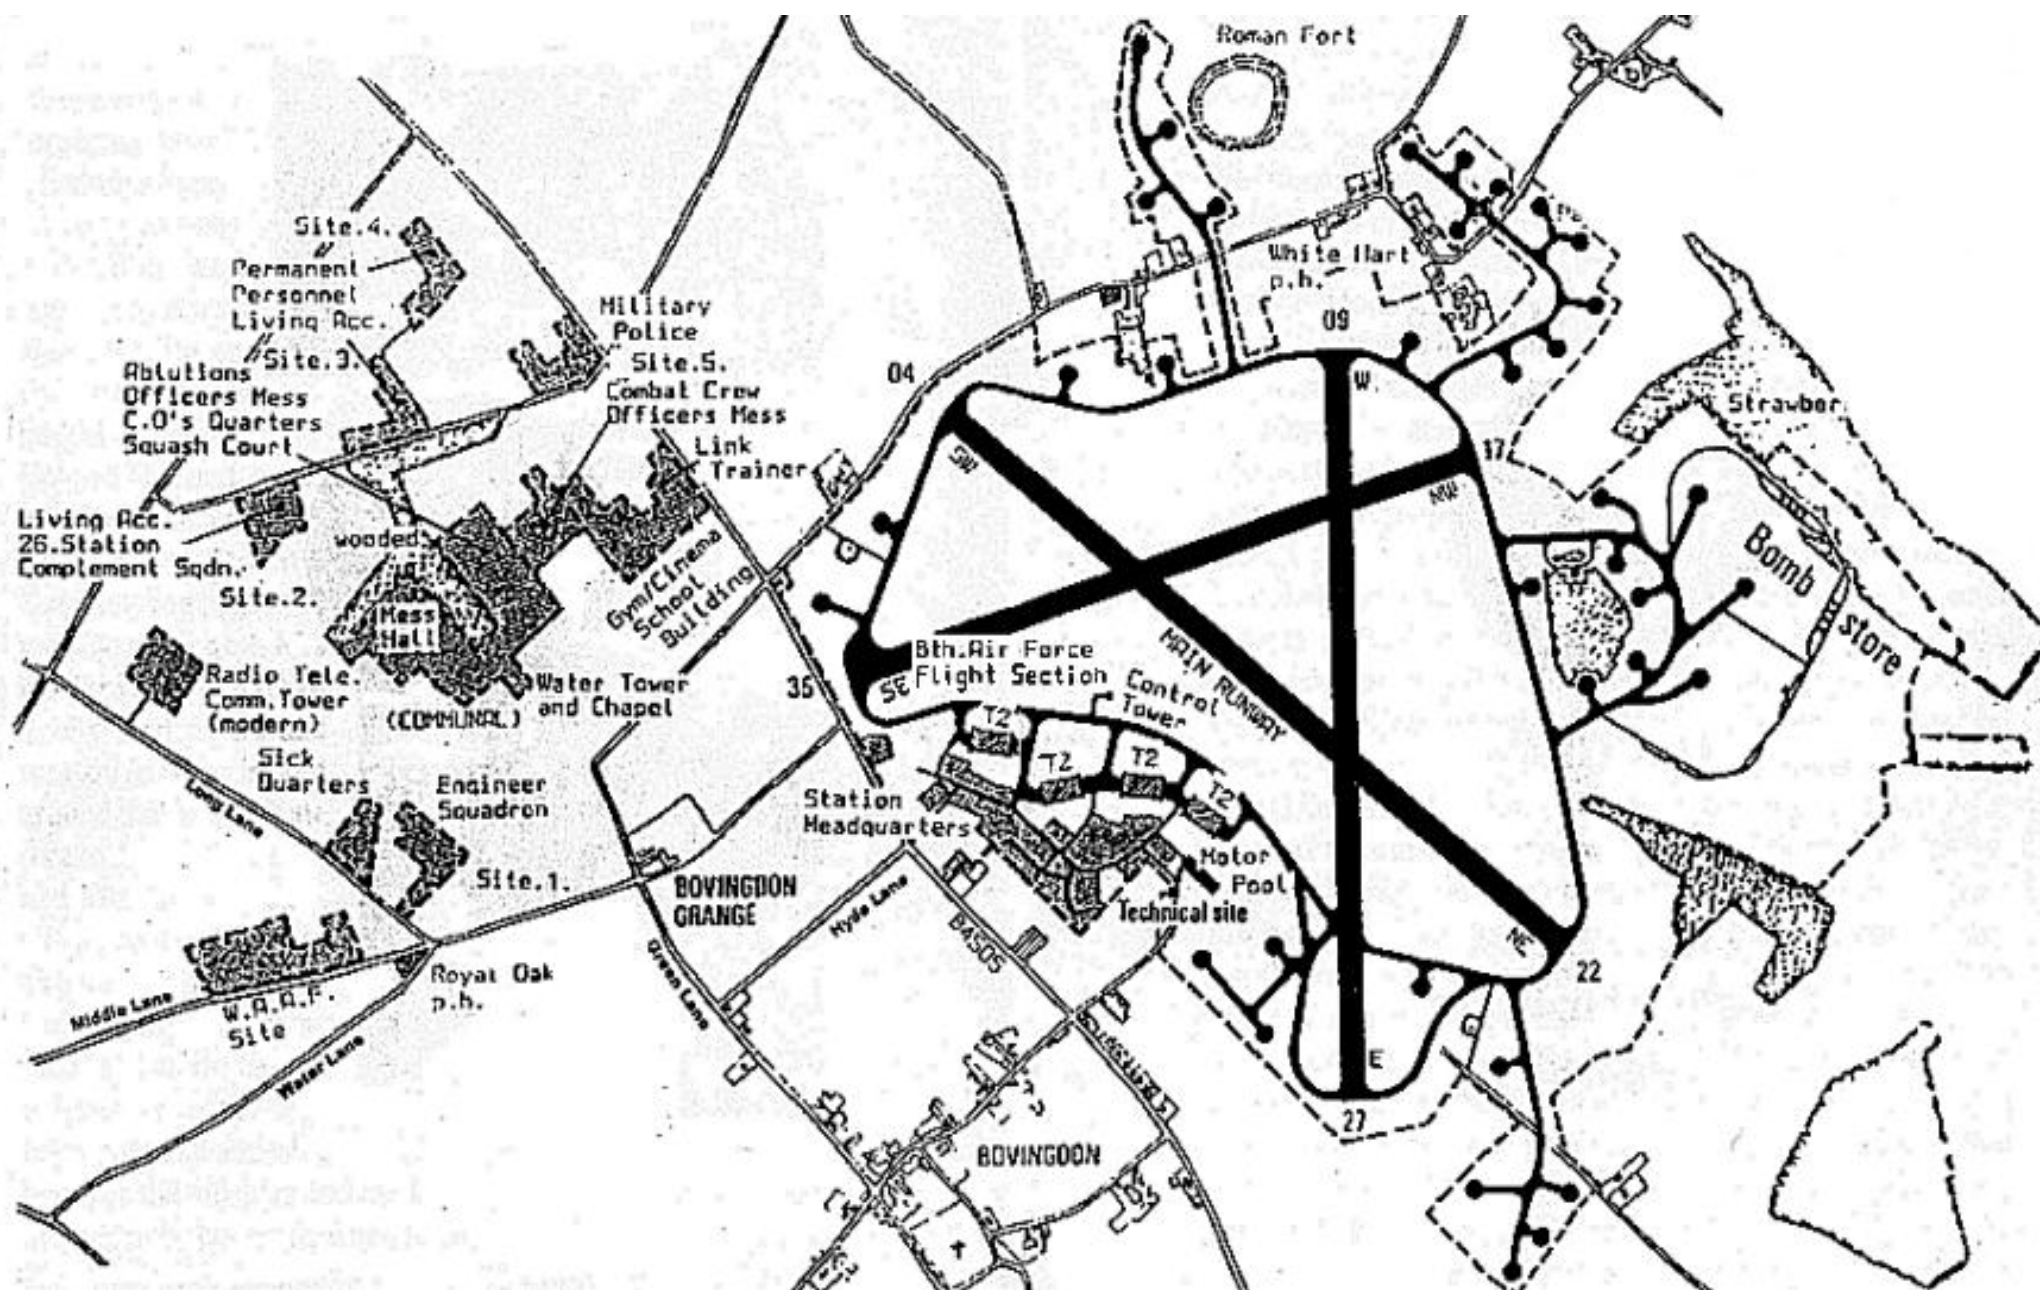 Roman Fort
Site.4.
Permanent
Personnel
Living Acc.
White Hart
p.h.
09
Military
Police
Site.3.
Site.5.
Ablutions
Officers Mess
C.O's Quarters
Squash Court
04
W.
Combat Crew
Officers Mess
Strawber
Link
Trainer
SW
17
NW
Living Acc.
26.Station
Complement Sqdn.
wooded
Gym/Cinema
School
Building
Bomb
store
Site.2.
Mess
Hall
8th.Air Force
Flight Section
MAIN RUNWAY
Radio Tele.
Comm.Tower
(modern)
(COMMUNAL)
Water Tower
and Chapel
35
SE
Control
Tower
T2
T2
T2
T2
Sick
Quarters
Engineer
Squadron
Long Lane
Station
Headquarters
Motor
Pool
Site.1.
BOVINGDON
GRANGE
Hyde Lane
Technical site
B4505
NE
22
Green Lane
Royal Oak
p.h.
Middle Lane
W.A.A.F.
Site
Water Lane
E
27
BOVINGDON